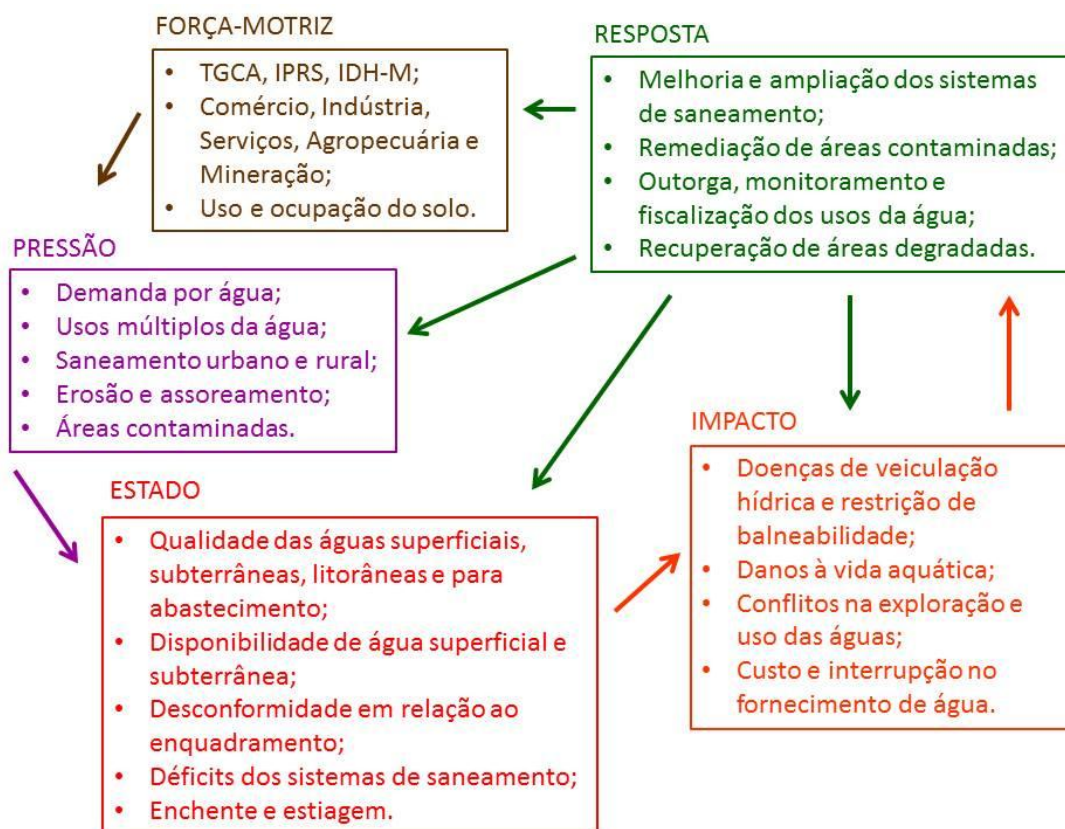 FORÇA-MOTRIZ
• TGCA, IPRS, IDH-M;
• Comércio, Indústria,
Serviços, Agropecuária e
Mineração;
• Uso e ocupação do solo.
RESPOSTA
• Melhoria e ampliação dos sistemas
de saneamento;
• Remediação de áreas contaminadas;
• Outorga, monitoramento e
fiscalização dos usos da água;
• Recuperação de áreas degradadas.
PRESSÃO
• Demanda por água;
• Usos múltiplos da água;
• Saneamento urbano e rural;
• Erosão e assoreamento;
• Áreas contaminadas.
ESTADO
• Qualidade das águas superficiais,
subterrâneas, litorâneas e para
abastecimento;
• Disponibilidade de água superficial e
subterrânea;
• Desconformidade em relação ao
enquadramento;
• Déficits dos sistemas de saneamento;
• Enchente e estiagem.
IMPACTO
• Doenças de veiculação
hídrica e restrição de
balneabilidade;
• Danos à vida aquática;
• Conflitos na exploração e
uso das águas;
• Custo e interrupção no
fornecimento de água.